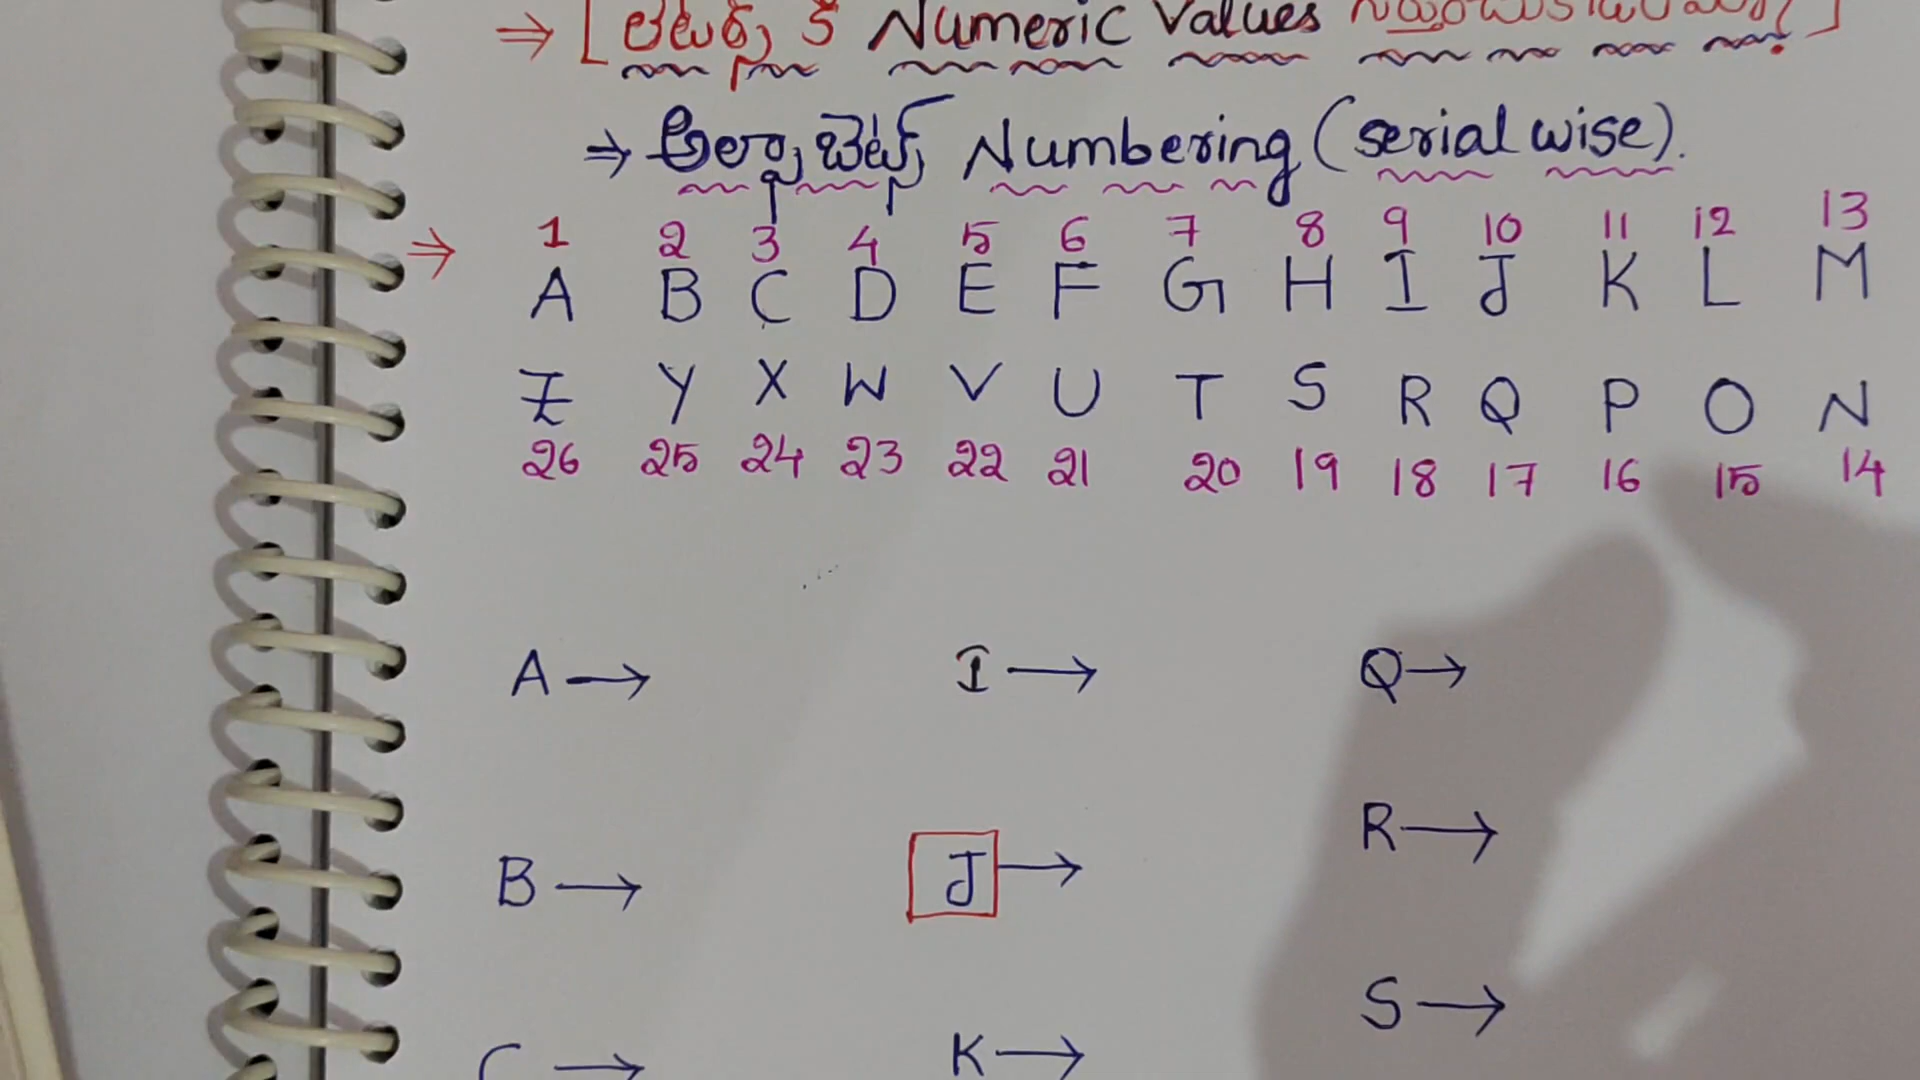 ⇒ [ Numeric Values ]
⇒ Numbering (serial wise).
⇒ 1 2 3 4 5 6 7 8 9 10 11 12 13
A B C D E F G H I J K L M
Z Y X W V U T S R Q P O N
26 25 24 23 22 21 20 19 18 17 16 15 14
A → I → Q →
B → J → R →
S →
C → K →